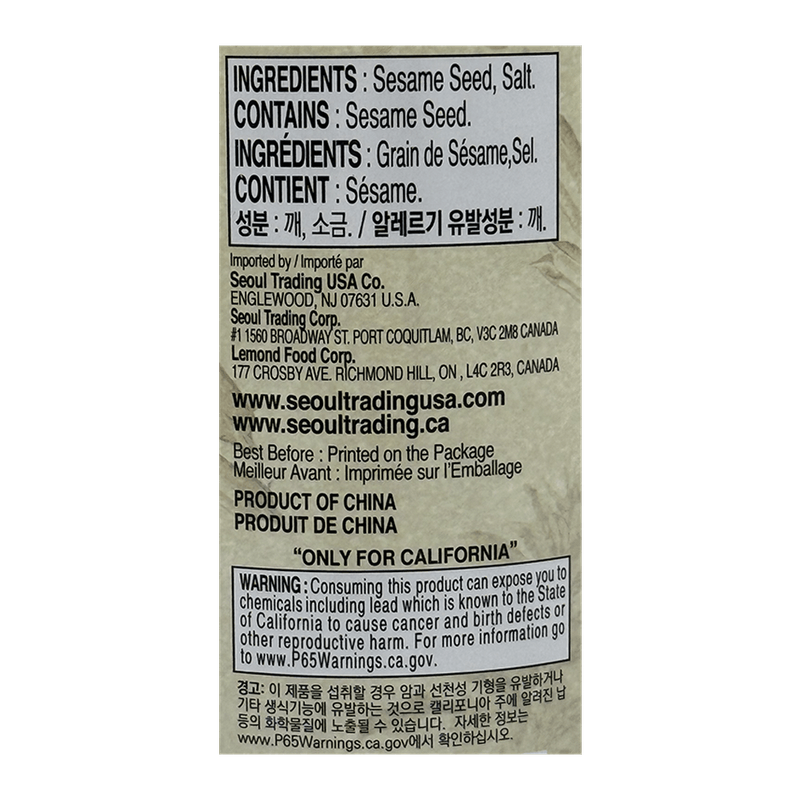 INGREDIENTS : Sesame Seed, Salt.
CONTAINS : Sesame Seed.
INGRÉDIENTS : Grain de Sésame,Sel.
CONTIENT : Sésame.
성분 : 깨, 소금. / 알레르기 유발성분 : 깨.
Imported by / Importé par
Seoul Trading USA Co.
ENGLEWOOD, NJ 07631 U.S.A.
Seoul Trading Corp.
#1 1560 BROADWAY ST. PORT COQUITLAM, BC, V3C 2M8 CANADA
Lemond Food Corp.
177 CROSBY AVE. RICHMOND HILL, ON , L4C 2R3, CANADA
www.seoultradingusa.com
www.seoultrading.ca
Best Before : Printed on the Package
Meilleur Avant : Imprimée sur l'Emballage
PRODUCT OF CHINA
PRODUIT DE CHINA
"ONLY FOR CALIFORNIA"
WARNING : Consuming this product can expose you to
chemicals including lead which is known to the State
of California to cause cancer and birth defects or
other reproductive harm. For more information go
to www.P65Warnings.ca.gov.
경고: 이 제품을 섭취할 경우 암과 선천성 기형을 유발하거나
기타 생식기능에 유발하는 것으로 캘리포니아 주에 알려진 납
등의 화학물질에 노출될 수 있습니다. 자세한 정보는
www.P65Warnings.ca.gov에서 확인하십시오.